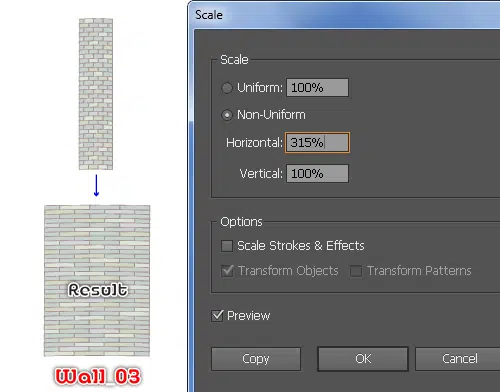 Scale
Scale
Uniform: 100%
Non-Uniform
Horizontal: 315%
Vertical: 100%
Options
Scale Strokes & Effects
Transform Objects Transform Patterns
Preview
Copy OK Cancel
Result
Wall_03